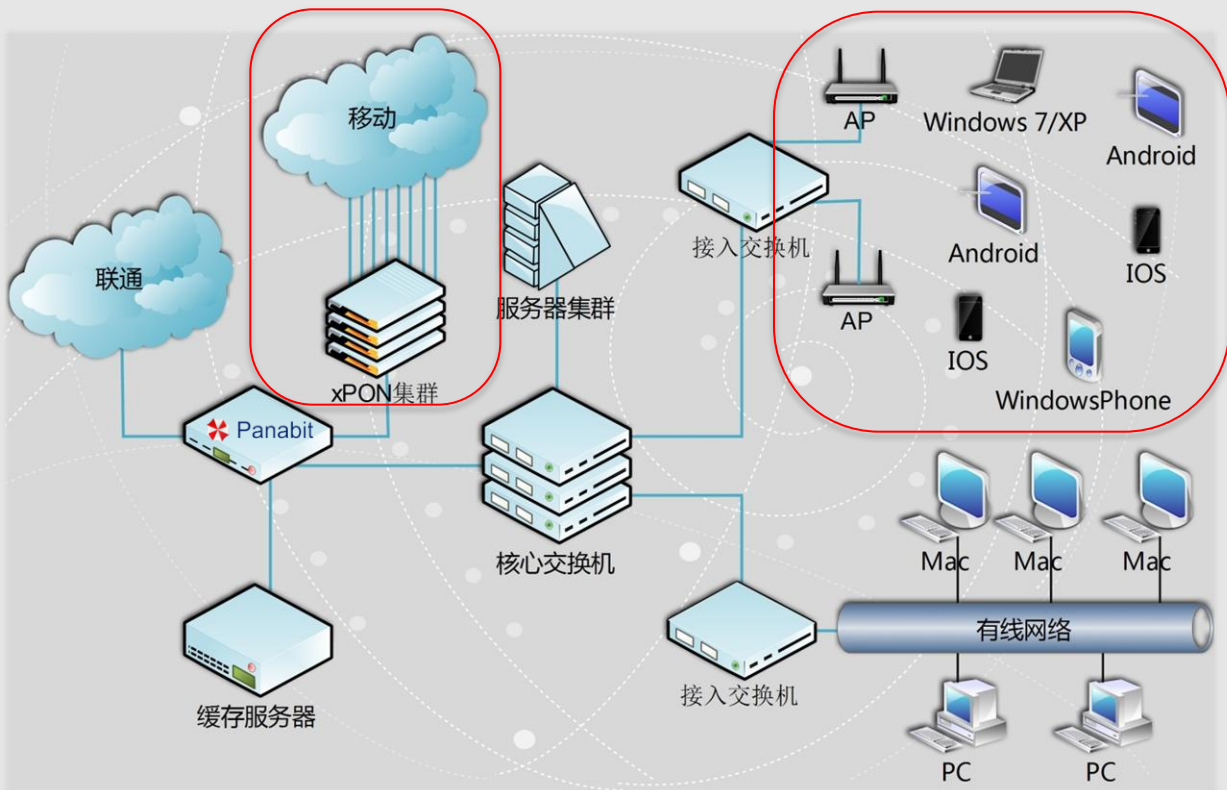 移动
AP
Windows 7/XP
Android
联通
接入交换机
Android
IOS
服务器集群
AP
IOS
xPON集群
WindowsPhone
Panabit
核心交换机
Mac
Mac
Mac
有线网络
缓存服务器
接入交换机
PC
PC